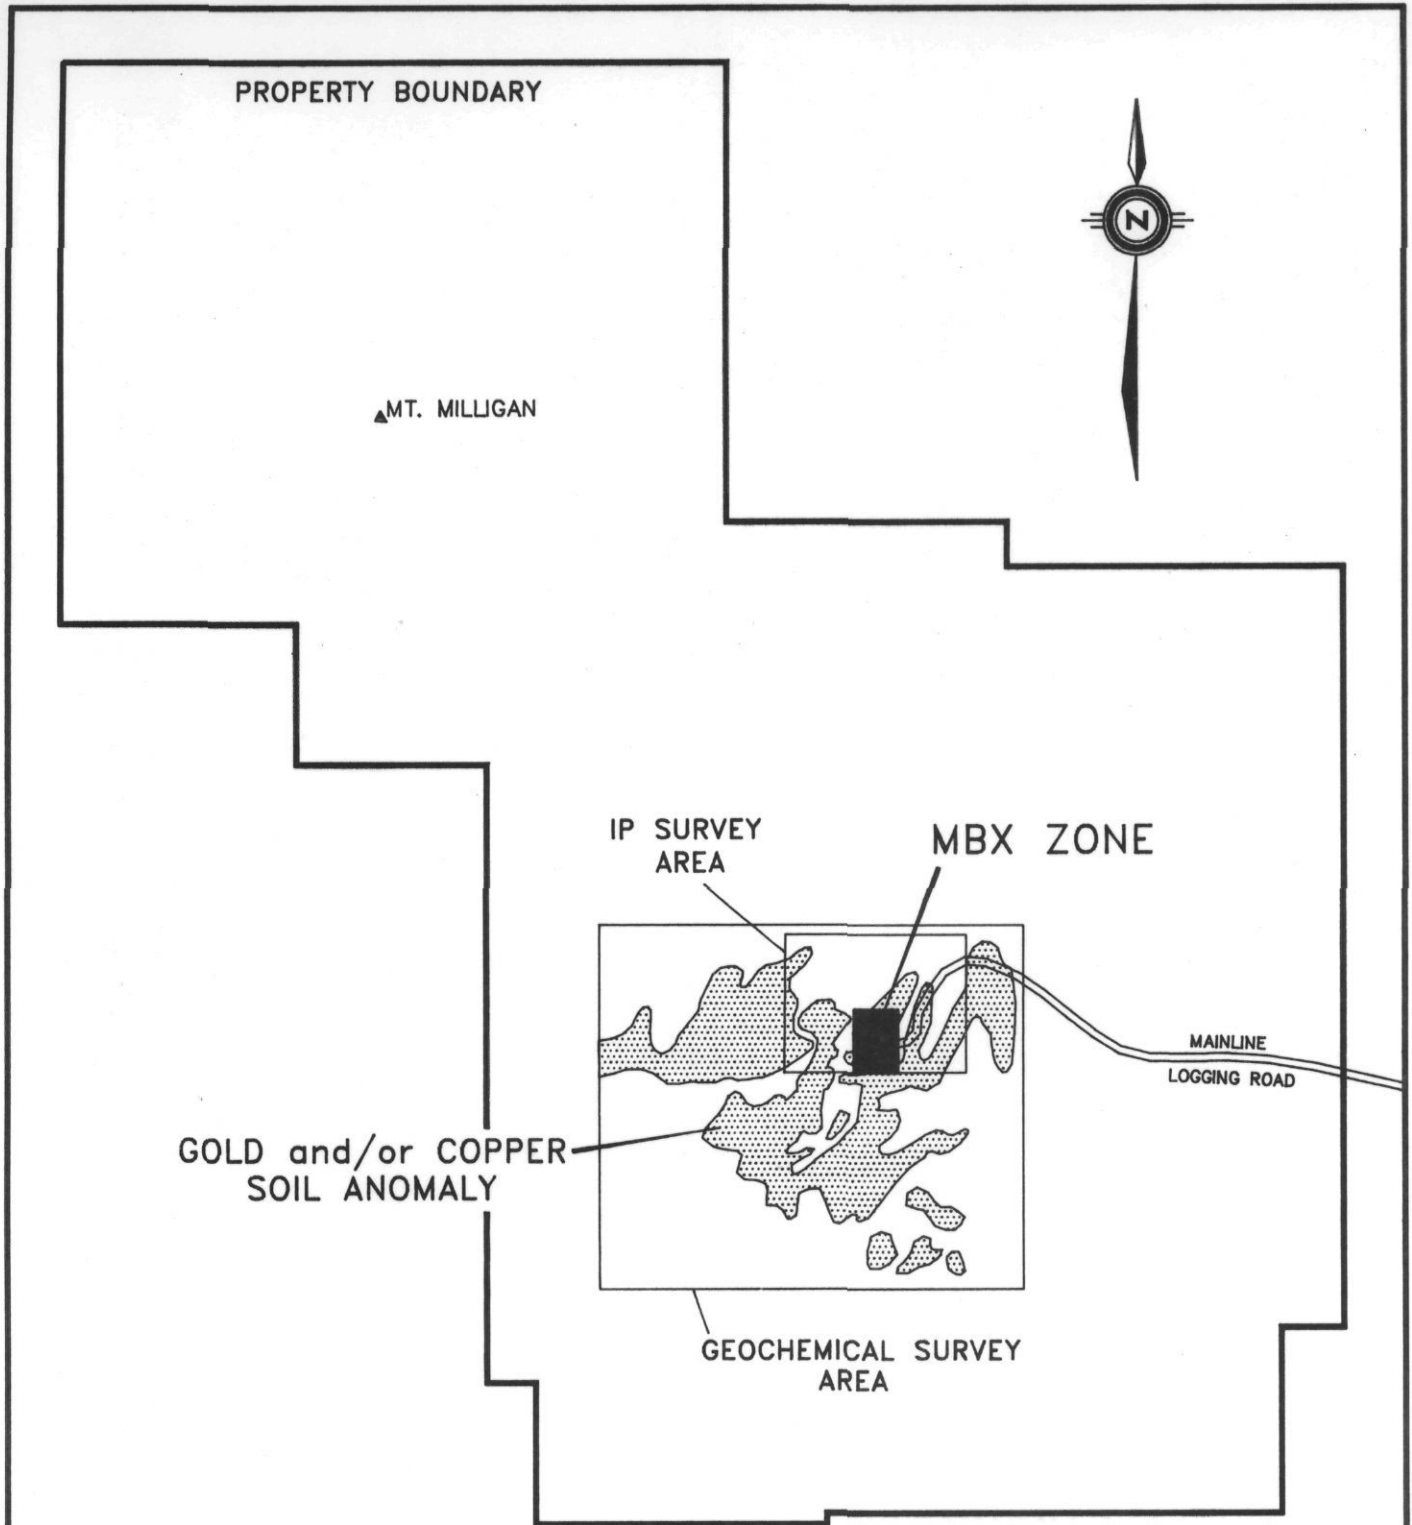 PROPERTY BOUNDARY
N
MT. MILLIGAN
IP SURVEY
AREA
MBX ZONE
MAINLINE
LOGGING ROAD
GOLD and/or COPPER
SOIL ANOMALY
GEOCHEMICAL SURVEY
AREA